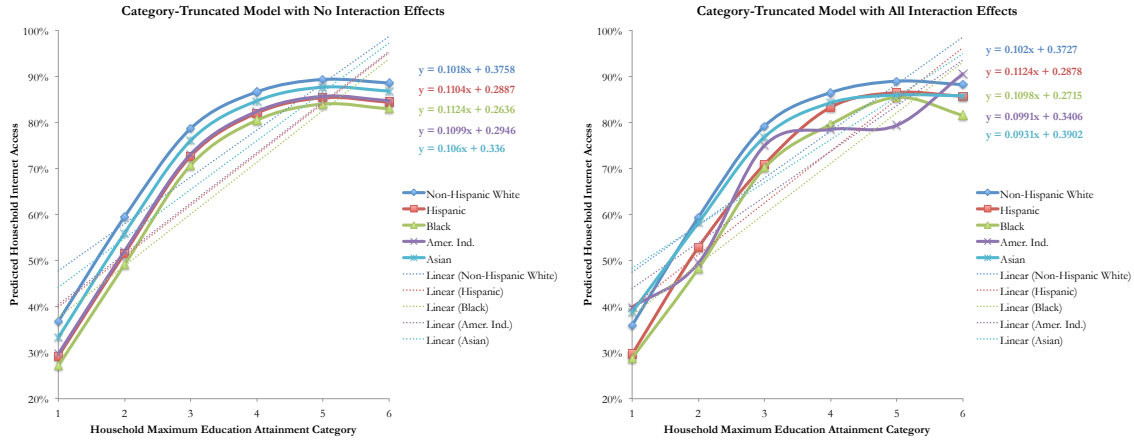 Category-Truncated Model with No Interaction Effects
100%
90%
80%
70%
60%
50%
40%
30%
20%
Predicted Household Internet Access
1 2 3 4 5 6
Household Maximum Education Attainment Category
y = 0.1018x + 0.3758
y = 0.1104x + 0.2887
y = 0.1124x + 0.2636
y = 0.1099x + 0.2946
y = 0.106x + 0.336
Non-Hispanic White
Hispanic
Black
Amer. Ind.
Asian
Linear (Non-Hispanic White)
Linear (Hispanic)
Linear (Black)
Linear (Amer. Ind.)
Linear (Asian)
Category-Truncated Model with All Interaction Effects
100%
90%
80%
70%
60%
50%
40%
30%
20%
Predicted Household Internet Access
1 2 3 4 5 6
Household Maximum Education Attainment Category
y = 0.102x + 0.3727
y = 0.1124x + 0.2878
y = 0.1098x + 0.2715
y = 0.0991x + 0.3406
y = 0.0931x + 0.3902
Non-Hispanic White
Hispanic
Black
Amer. Ind.
Asian
Linear (Non-Hispanic White)
Linear (Hispanic)
Linear (Black)
Linear (Amer. Ind.)
Linear (Asian)